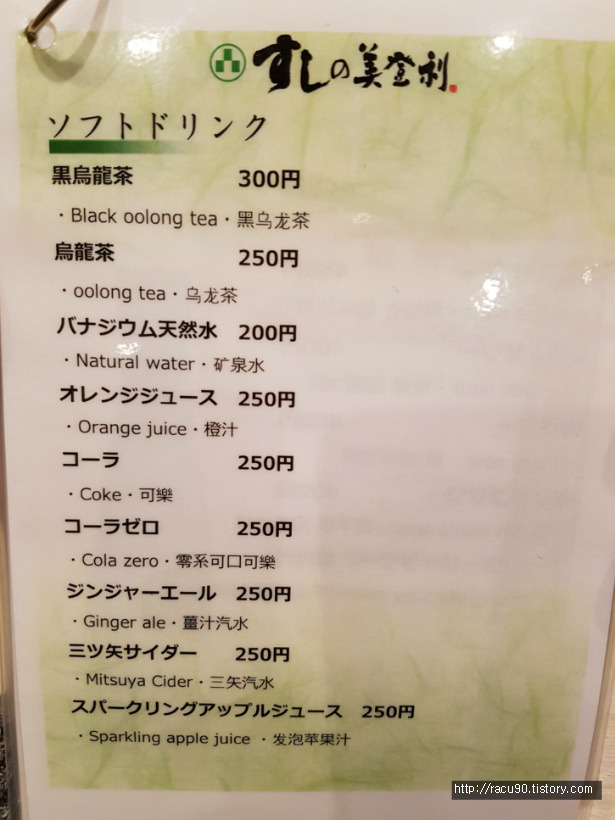 すしの美登利
ソフトドリンク
黒烏龍茶 300円
・Black oolong tea・黑乌龙茶
烏龍茶 250円
・oolong tea・乌龙茶
バナジウム天然水 200円
・Natural water・矿泉水
オレンジジュース 250円
・Orange juice・橙汁
コーラ 250円
・Coke・可樂
コーラゼロ 250円
・Cola zero・零系可口可樂
ジンジャーエール 250円
・Ginger ale・薑汁汽水
三ツ矢サイダー 250円
・Mitsuya Cider・三矢汽水
スパークリングアップルジュース 250円
・Sparkling apple juice ・发泡苹果汁
http://racu90.tistory.com